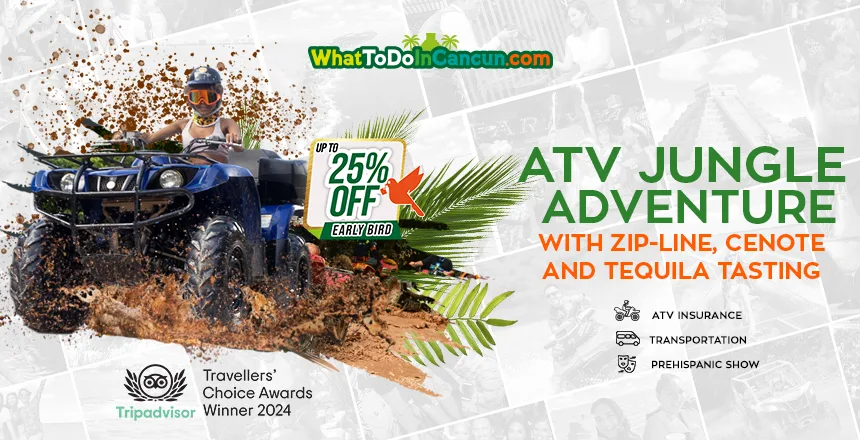 WhatToDoInCancun.com
UP TO
25%
OFF
EARLY BIRD
ATV JUNGLE
ADVENTURE
WITH ZIP-LINE, CENOTE
AND TEQUILA TASTING
ATV INSURANCE
TRANSPORTATION
PREHISPANIC SHOW
Tripadvisor
Travellers'
Choice Awards
Winner 2024